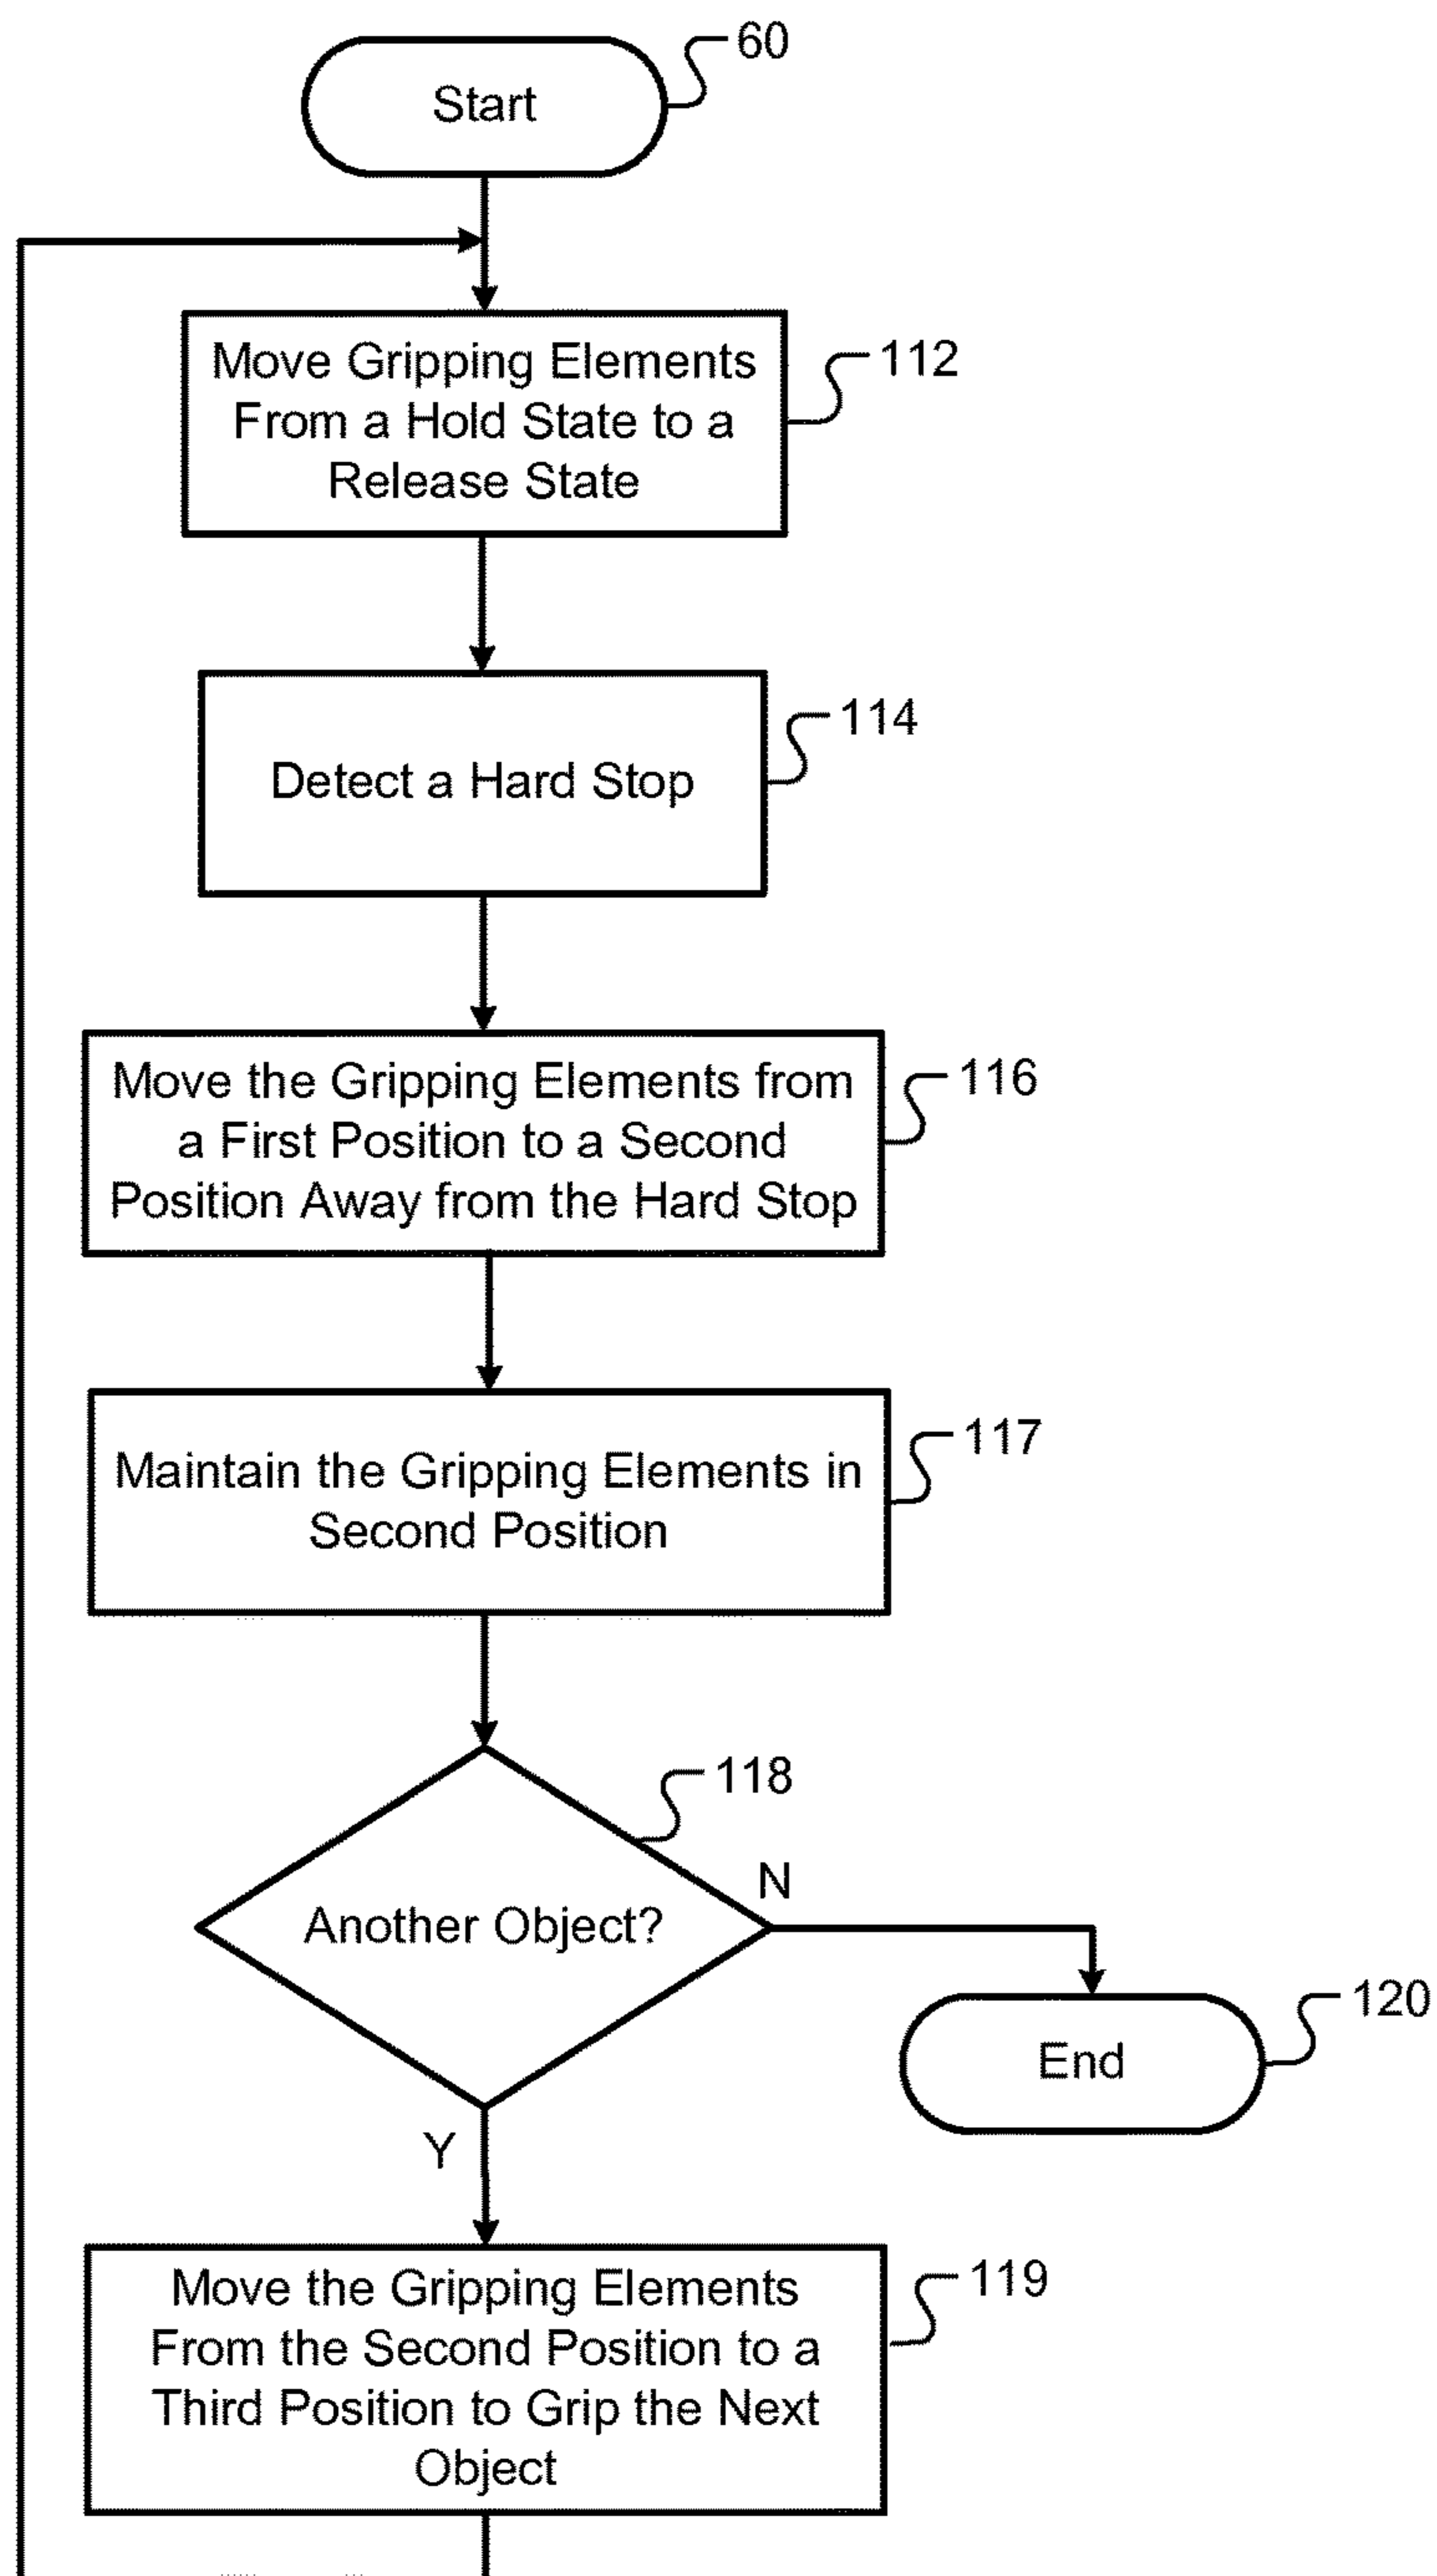 Start
60
Move Gripping Elements
From a Hold State to a
Release State
112
Detect a Hard Stop
114
Move the Gripping Elements from
a First Position to a Second
Position Away from the Hard Stop
116
Maintain the Gripping Elements in
Second Position
117
Another Object?
118
N
End
120
Y
Move the Gripping Elements
From the Second Position to a
Third Position to Grip the Next
Object
119